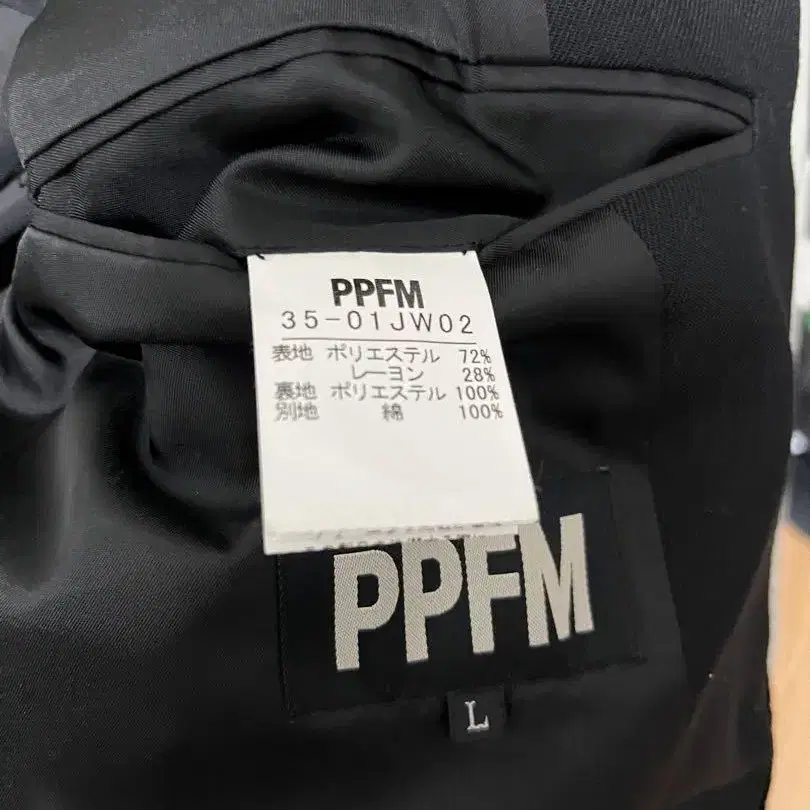 PPFM
35-01JW02
表地 ポリエステル 72%
レーヨン 28%
裏地 ポリエステル 100%
別地 綿 100%
PPFM
L